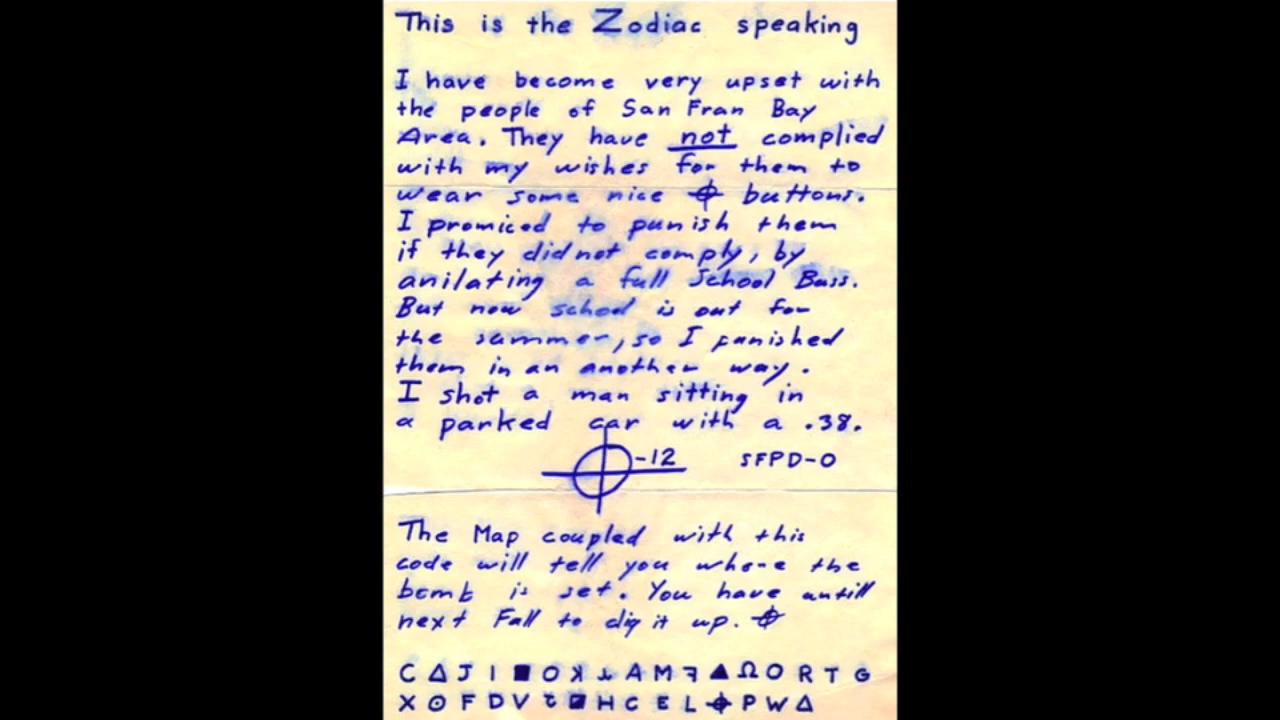 This is the Zodiac speaking
I have become very upset with
the people of San Fran Bay
Area. They have not complied
with my wishes for them to
wear some nice ⌖ buttons.
I promiced to punish them
if they did not comply, by
anilating a full School Buss.
But now school is out for
the summer, so I punished
them in an another way.
I shot a man sitting in
a parked car with a .38.
⌖-12 SFPD-0
The Map coupled with this
code will tell you where the
bomb is set. You have untill
next Fall to dig it up. ⌖
C Δ J I ■ O ꓘ A M ▲ Ω O R T G
X ⊙ F D V H C E L ⌖ P W Δ